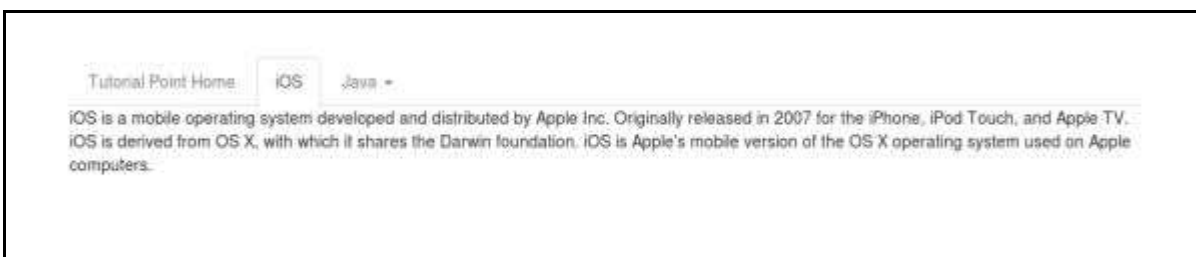 Tutorial Point Home iOS Java
iOS is a mobile operating system developed and distributed by Apple Inc. Originally released in 2007 for the iPhone, iPod Touch, and Apple TV.
iOS is derived from OS X, with which it shares the Darwin foundation. iOS is Apple's mobile version of the OS X operating system used on Apple
computers.